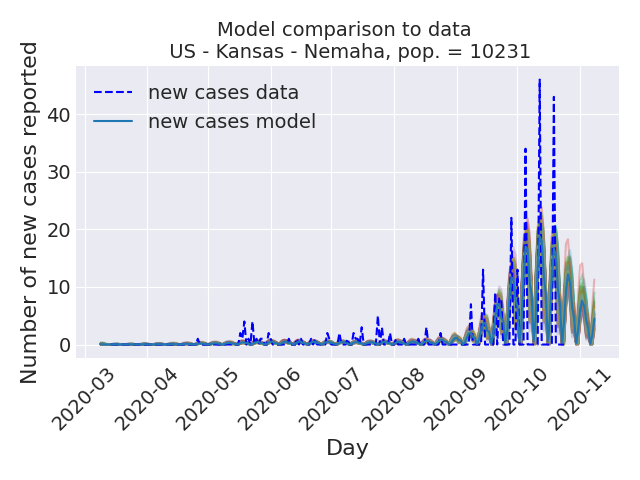 Model comparison to data
US - Kansas - Nemaha, pop. = 10231
Number of new cases reported
new cases data
new cases model
40
30
20
10
0
2020-03
2020-04
2020-05
2020-06
2020-07
2020-08
2020-09
2020-10
2020-11
Day